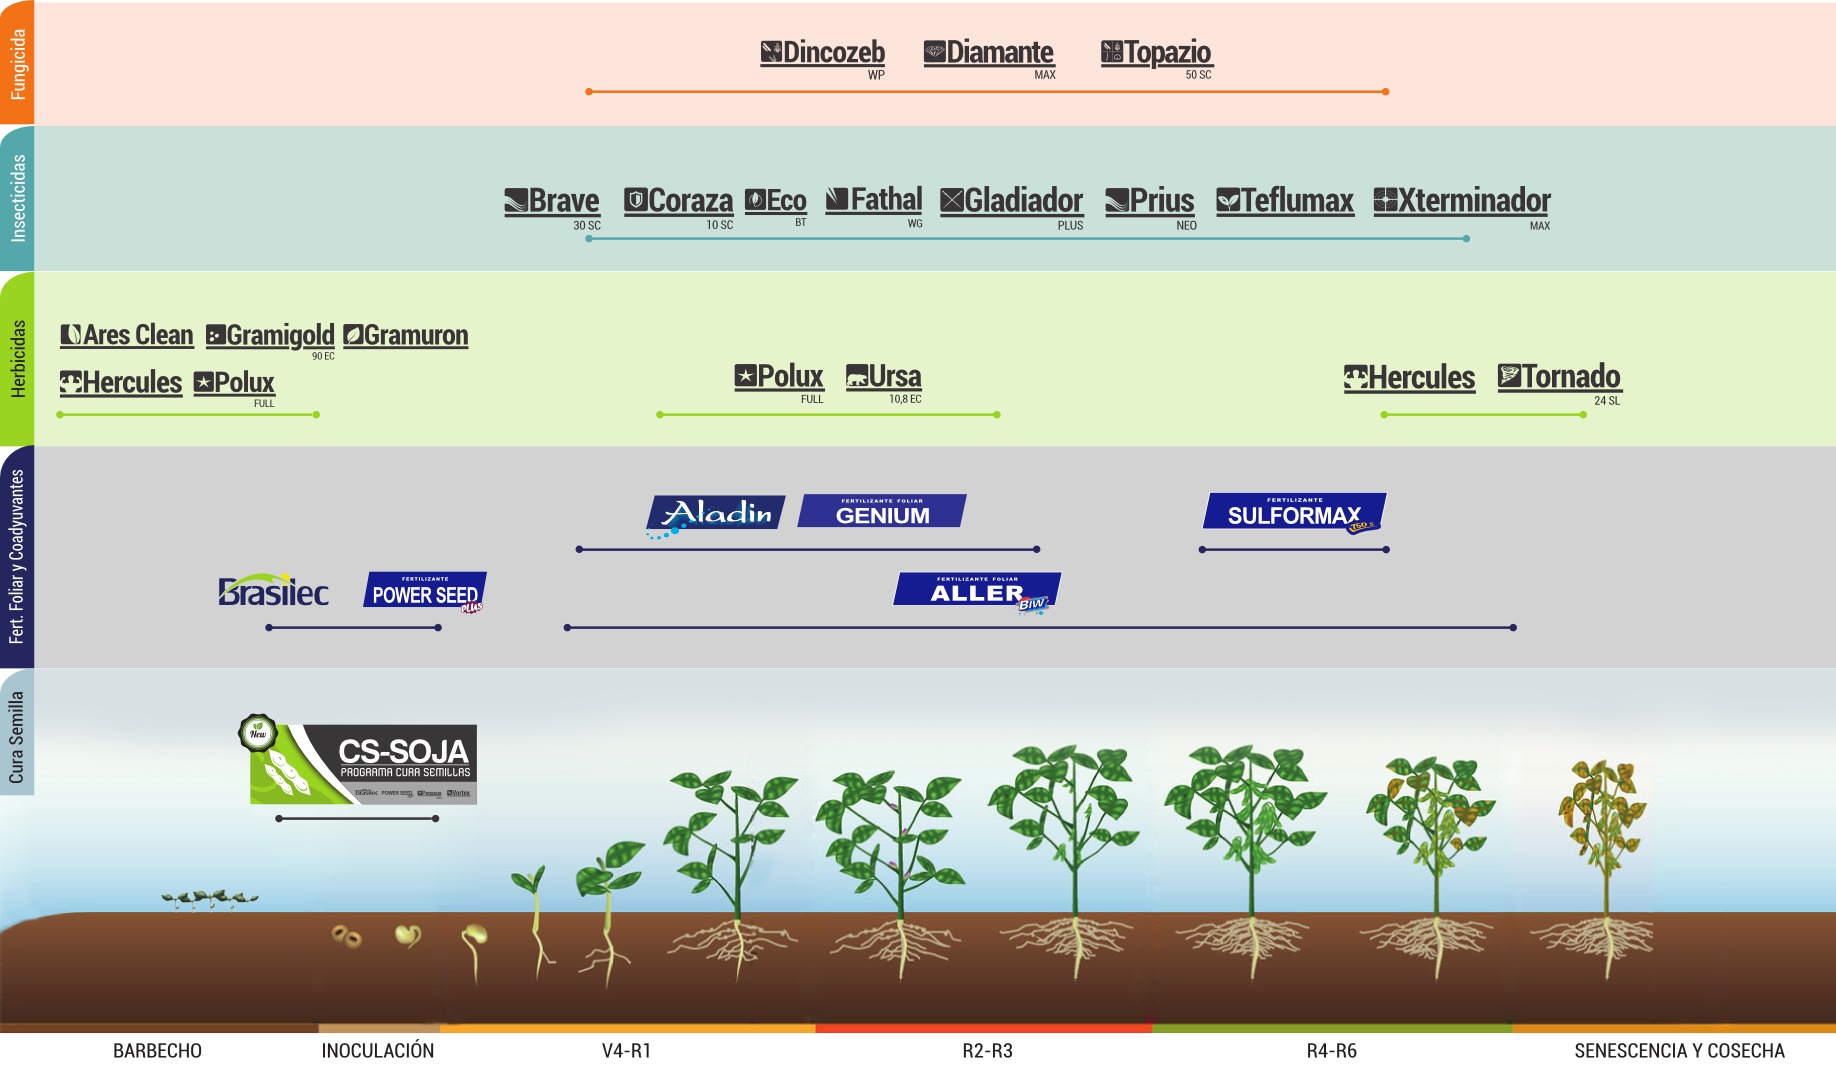 Fungicida
Dincozeb
WP
Diamante
MAX
Topazio
50 SC
Insecticidas
Brave
30 SC
Coraza
10 SC
Eco
BT
Fathal
WG
Gladiador
PLUS
Prius
NEO
Teflumax
Xterminador
MAX
Herbicidas
Ares Clean
Gramigold
90 EC
Gramuron
Hercules
Polux
FULL
Polux
FULL
Ursa
10,8 EC
Hercules
Tornado
24 SL
Fert. Foliar y Coadyuvantes
Aladin
FERTILIZANTE FOLIAR
GENIUM
FERTILIZANTE
SULFORMAX
750 S
Brasilec
FERTILIZANTE
POWER SEED
PLUS
FERTILIZANTE FOLIAR
ALLER
BIW
Cura Semilla
New
CS-SOJA
PROGRAMA CURA SEMILLAS
Brasilec POWER SEED Pegasus Vortex
BARBECHO
INOCULACIÓN
V4-R1
R2-R3
R4-R6
SENESCENCIA Y COSECHA